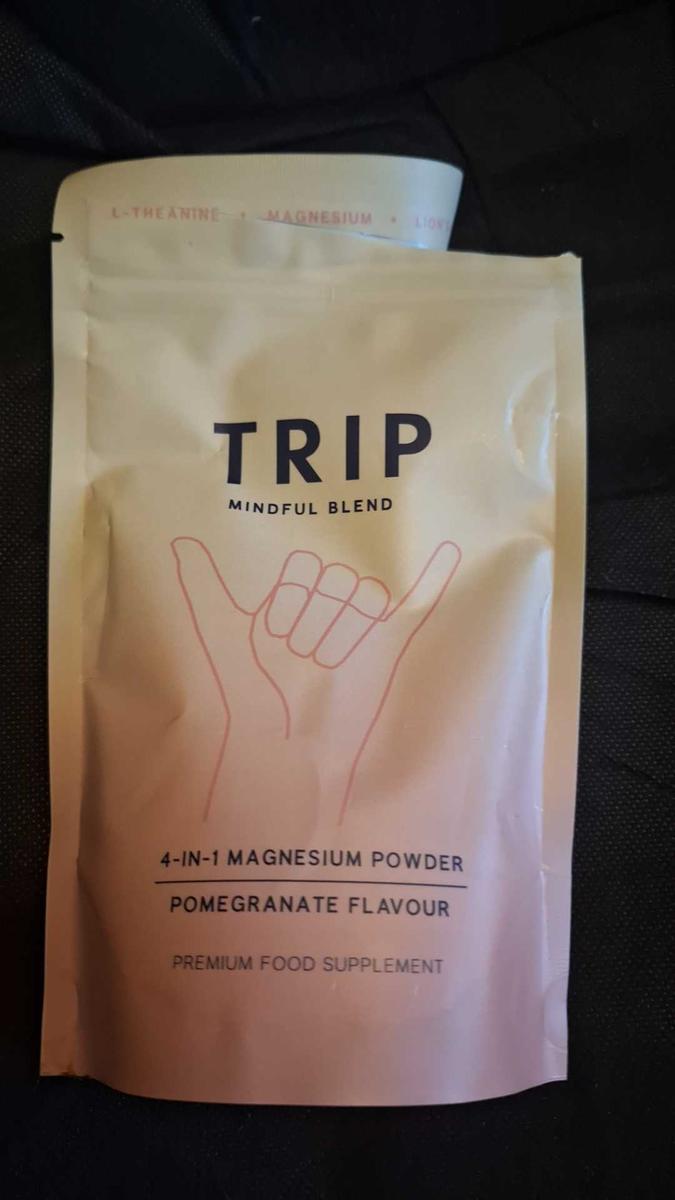 L-THEANINE • MAGNESIUM •
TRIP
MINDFUL BLEND
4-IN-1 MAGNESIUM POWDER
POMEGRANATE FLAVOUR
PREMIUM FOOD SUPPLEMENT